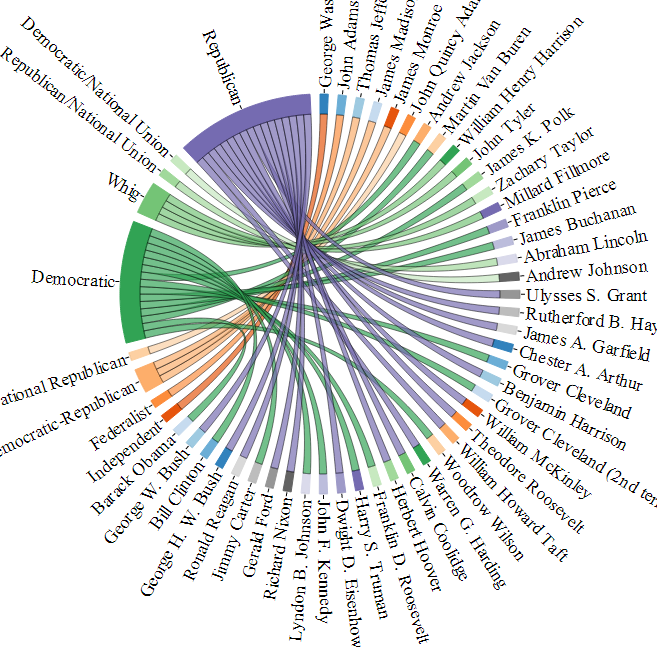 George Was
John Adams
Thomas Jeffe
James Madiso
James Monroe
John Quincy Ada
Andrew Jackson
Martin Van Buren
William Henry Harrison
John Tyler
James K. Polk
Zachary Taylor
Millard Fillmore
Franklin Pierce
James Buchanan
Abraham Lincoln
Andrew Johnson
Ulysses S. Grant
Rutherford B. Hay
James A. Garfield
Chester A. Arthur
Grover Cleveland
Benjamin Harrison
Grover Cleveland (2nd ter
William McKinley
Theodore Roosevelt
William Howard Taft
Woodrow Wilson
Warren G. Harding
Calvin Coolidge
Herbert Hoover
Franklin D. Roosevelt
Harry S. Truman
Dwight D. Eisenhow
John F. Kennedy
Lyndon B. Johnson
Richard Nixon
Gerald Ford
Jimmy Carter
Ronald Reagan
George H. W. Bush
Bill Clinton
George W. Bush
Barack Obama
Independent
Federalist
emocratic-Republican
ational Republican
Democratic
Whig
Republican/National Union
Democratic/National Union
Republican